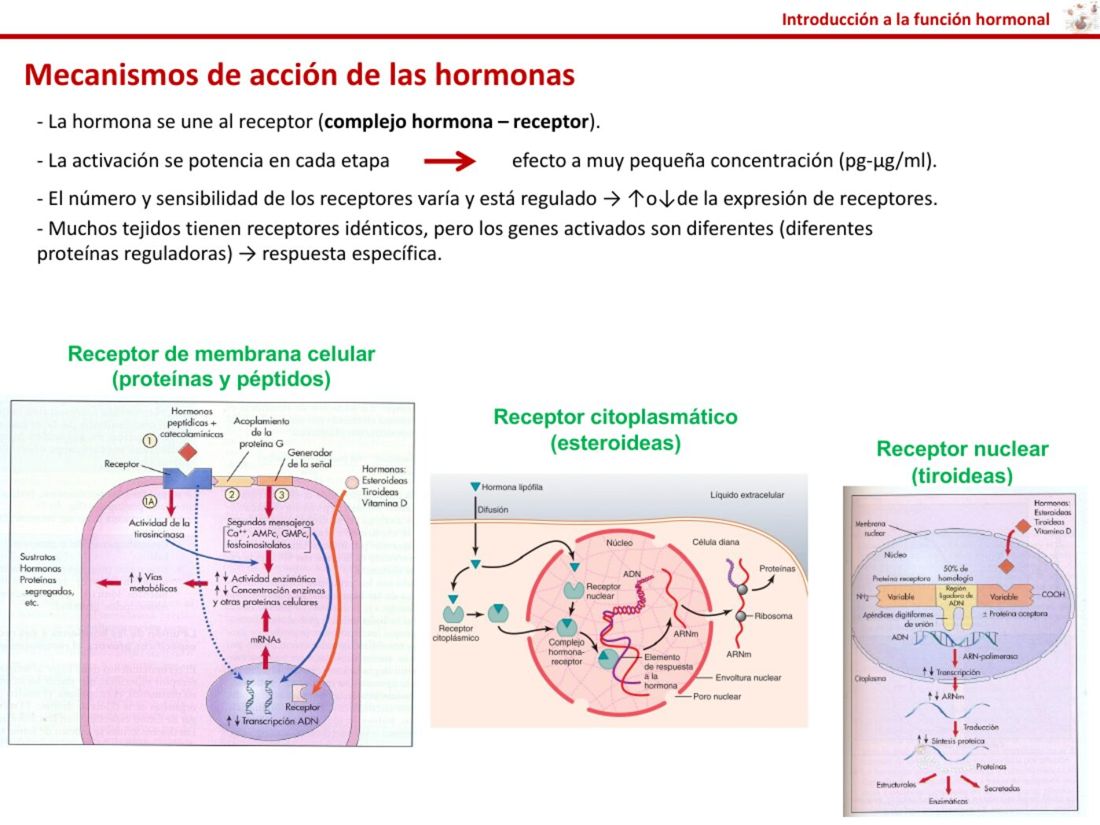 Introducción a la función hormonal
Mecanismos de acción de las hormonas
- La hormona se une al receptor (complejo hormona – receptor).
- La activación se potencia en cada etapa → efecto a muy pequeña concentración (pg-µg/ml).
- El número y sensibilidad de los receptores varía y está regulado → ↑o↓de la expresión de receptores.
- Muchos tejidos tienen receptores idénticos, pero los genes activados son diferentes (diferentes
proteínas reguladoras) → respuesta específica.
Receptor de membrana celular
(proteínas y péptidos)
Hormonas
peptídicas +
catecolamínicas
1
Acoplamiento
de la
proteína G
Generador
de la señal
Receptor
Hormonas:
Esteroideas
Tiroideas
Vitamina D
2
3
1A
Actividad de la
tirosincinasa
Segundos mensajeros
Ca++, AMPc, GMPc,
fosfoinositolatos
Sustratos
Hormonas
Proteínas
segregadas,
etc.
↑↓ Vías
metabólicas
↑↓ Actividad enzimática
↑↓ Concentración enzimas
y otras proteínas celulares
mRNAs
Receptor
↑↓ Transcripción ADN
Receptor citoplasmático
(esteroideas)
Hormona lipófila
Líquido extracelular
Difusión
Núcleo
Célula diana
ADN
Proteínas
Receptor
nuclear
Receptor
citoplásmico
Ribosoma
ARNm
Complejo
hormona-
receptor
ARNm
Elemento
de respuesta
a la
hormona
Envoltura nuclear
Poro nuclear
Receptor nuclear
(tiroideas)
Hormonas:
Esteroideas
Tiroideas
Vitamina D
Membrana
nuclear
Núcleo
50% de
homología
Proteína receptora
NH2
Variable
Región
ligadora de
ADN
Variable
COOH
Apéndices digitiformes
de unión
± Proteína aceptora
ADN
ARN-polimerasa
↑↓ Transcripción
Citoplasma
↑↓ ARNm
Traducción
↑↓ Síntesis proteica
Proteínas
Estructurales
Secretadas
Enzimáticas